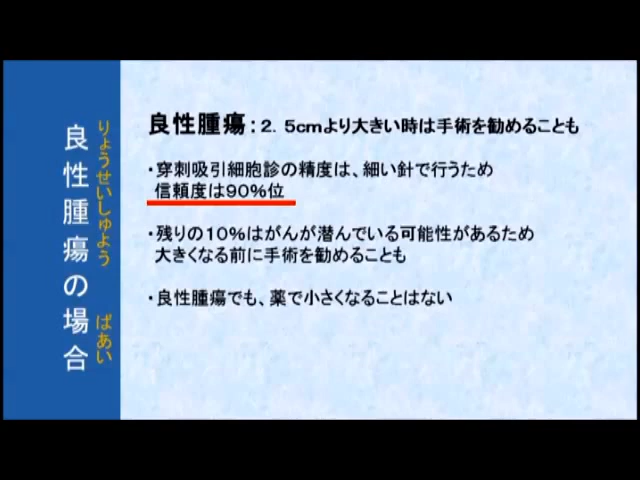 良性腫瘍の場合
りょうせいしゅよう ばあい
良性腫瘍：２．５cmより大きい時は手術を勧めることも
・穿刺吸引細胞診の精度は、細い針で行うため
信頼度は９０％位
・残りの１０％はがんが潜んでいる可能性があるため
大きくなる前に手術を勧めることも
・良性腫瘍でも、薬で小さくなることはない